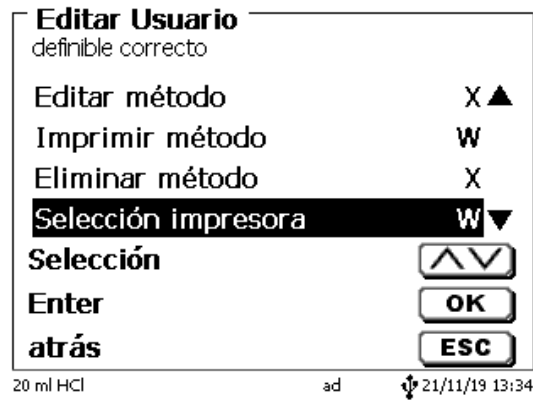 Editar Usuario
definible correcto
Editar método X ▲
Imprimir método W
Eliminar método X
Selección impresora W ▼
Selección
Enter OK
atrás ESC
20 ml HCl ad 21/11/19 13:34